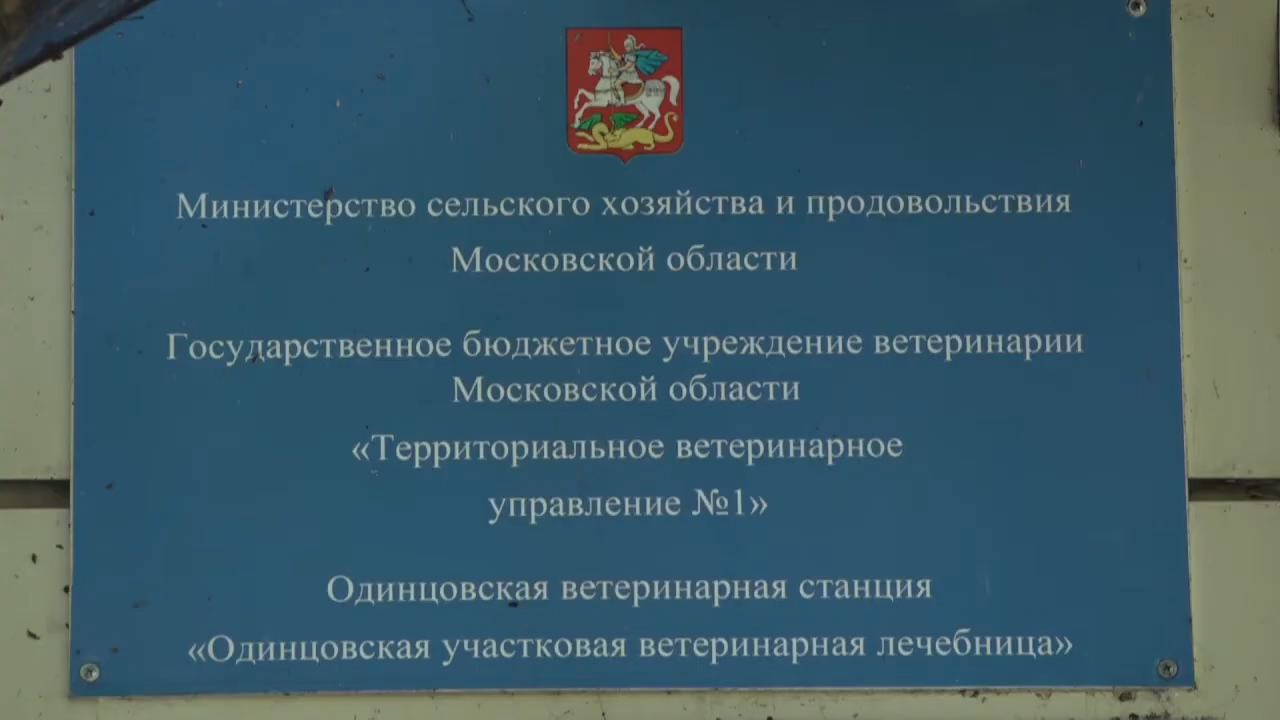 Министерство сельского хозяйства и продовольствия
Московской области
Государственное бюджетное учреждение ветеринарии
Московской области
«Территориальное ветеринарное
управление №1»
Одинцовская ветеринарная станция
«Одинцовская участковая ветеринарная лечебница»